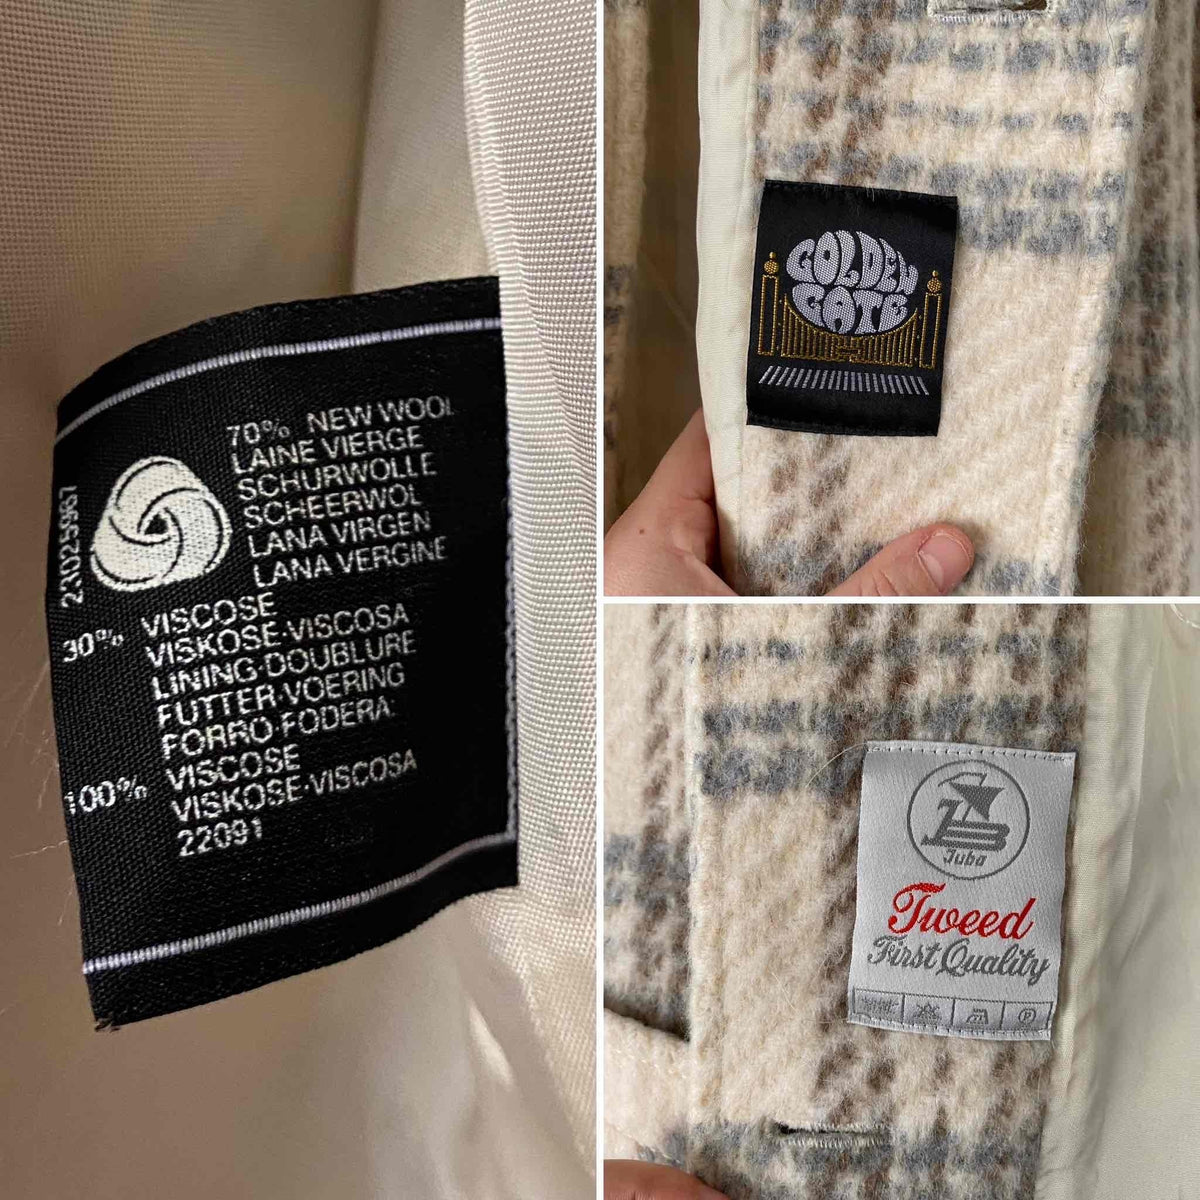 70% NEW WOOL
LAINE VIERGE
SCHURWOLLE
SCHEERWOL
LANA VIRGEN
LANA VERGINE
23025967
30% VISCOSE
VISKOSE·VISCOSA
LINING·DOUBLURE
FUTTER·VOERING
FORRO·FODERA:
100% VISCOSE
VISKOSE·VISCOSA
22091
GOLDEN
GATE
JB
Juba
Tweed
First Quality
P